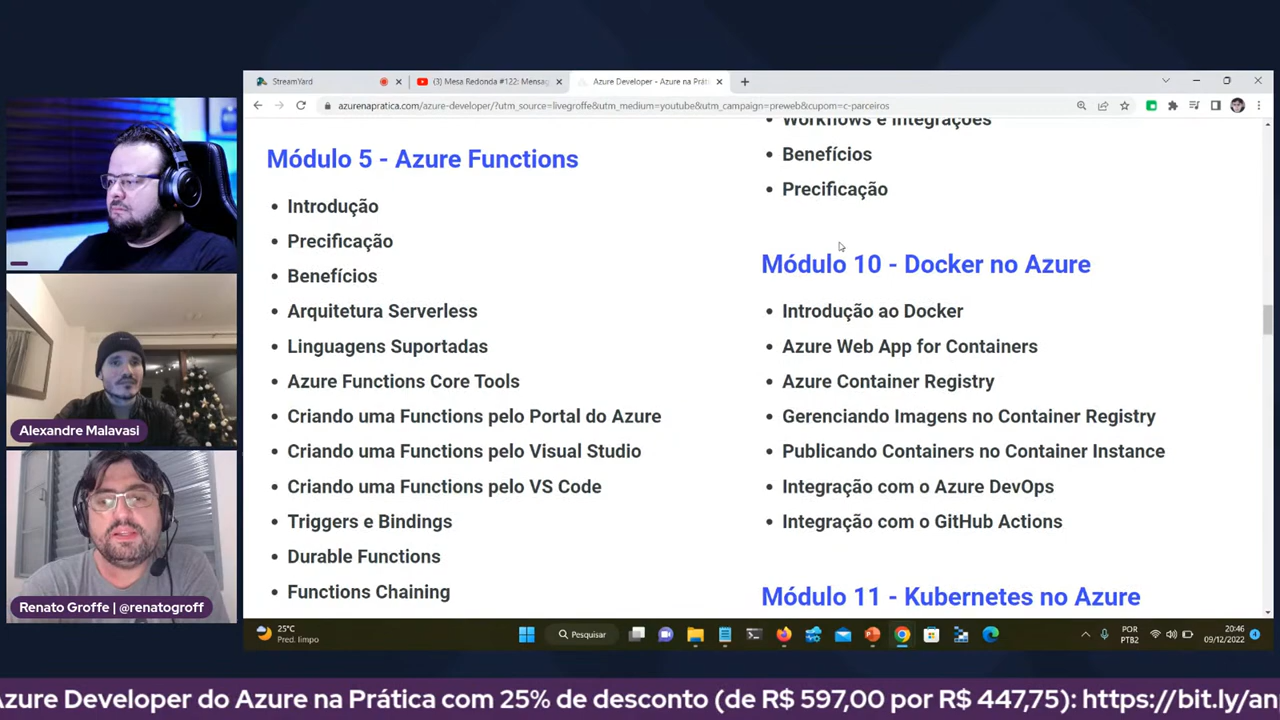 StreamYard
(3) Mesa Redonda #122: Mensag
Azure Developer - Azure na Práti
azurenapratica.com/azure-developer/?utm_source=livegroffe&utm_medium=youtube&utm_campaign=preweb&cupom=c-parceiros
Módulo 5 - Azure Functions
Introdução
Precificação
Benefícios
Arquitetura Serverless
Linguagens Suportadas
Azure Functions Core Tools
Criando uma Functions pelo Portal do Azure
Criando uma Functions pelo Visual Studio
Criando uma Functions pelo VS Code
Triggers e Bindings
Durable Functions
Functions Chaining
Workflows e Integrações
Benefícios
Precificação
Módulo 10 - Docker no Azure
Introdução ao Docker
Azure Web App for Containers
Azure Container Registry
Gerenciando Imagens no Container Registry
Publicando Containers no Container Instance
Integração com o Azure DevOps
Integração com o GitHub Actions
Módulo 11 - Kubernetes no Azure
Alexandre Malavasi
Renato Groffe | @renatogroff
25°C
Pred. limpo
Pesquisar
POR
PTB2
20:46
09/12/2022
Azure Developer do Azure na Prática com 25% de desconto (de R$ 597,00 por R$ 447,75): https://bit.ly/an